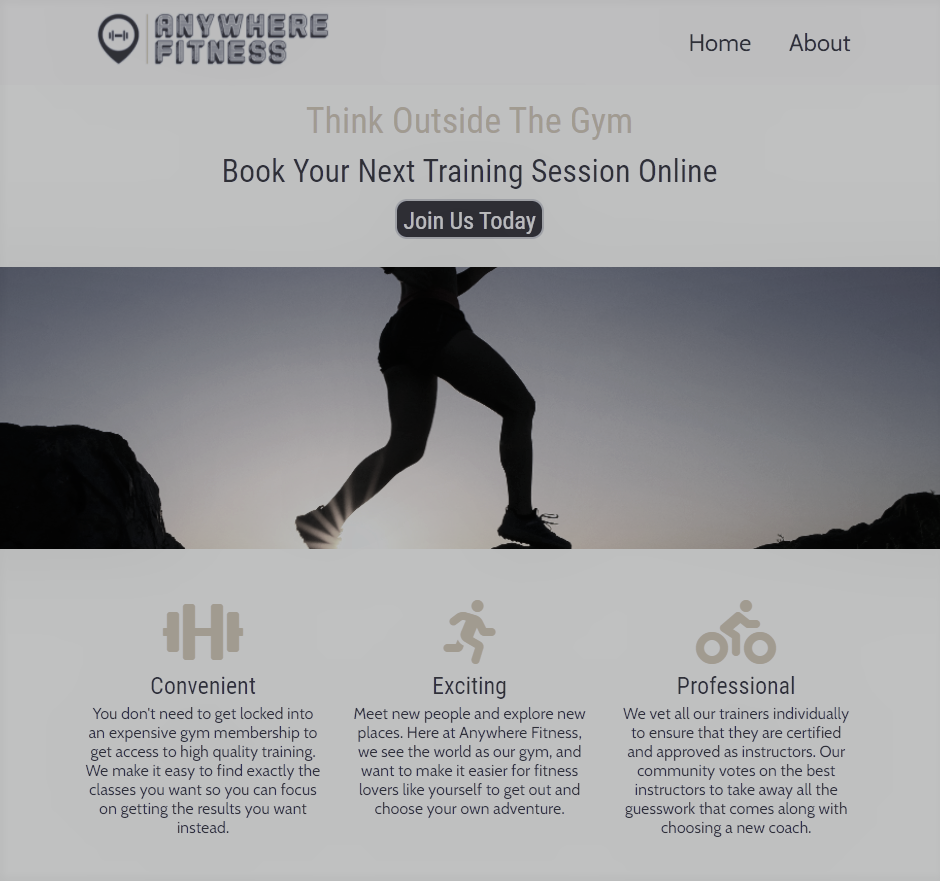 ANYWHERE
FITNESS
Home About
Think Outside The Gym
Book Your Next Training Session Online
Join Us Today
Convenient
You don't need to get locked into
an expensive gym membership to
get access to high quality training.
We make it easy to find exactly the
classes you want so you can focus
on getting the results you want
instead.
Exciting
Meet new people and explore new
places. Here at Anywhere Fitness,
we see the world as our gym, and
want to make it easier for fitness
lovers like yourself to get out and
choose your own adventure.
Professional
We vet all our trainers individually
to ensure that they are certified
and approved as instructors. Our
community votes on the best
instructors to take away all the
guesswork that comes along with
choosing a new coach.